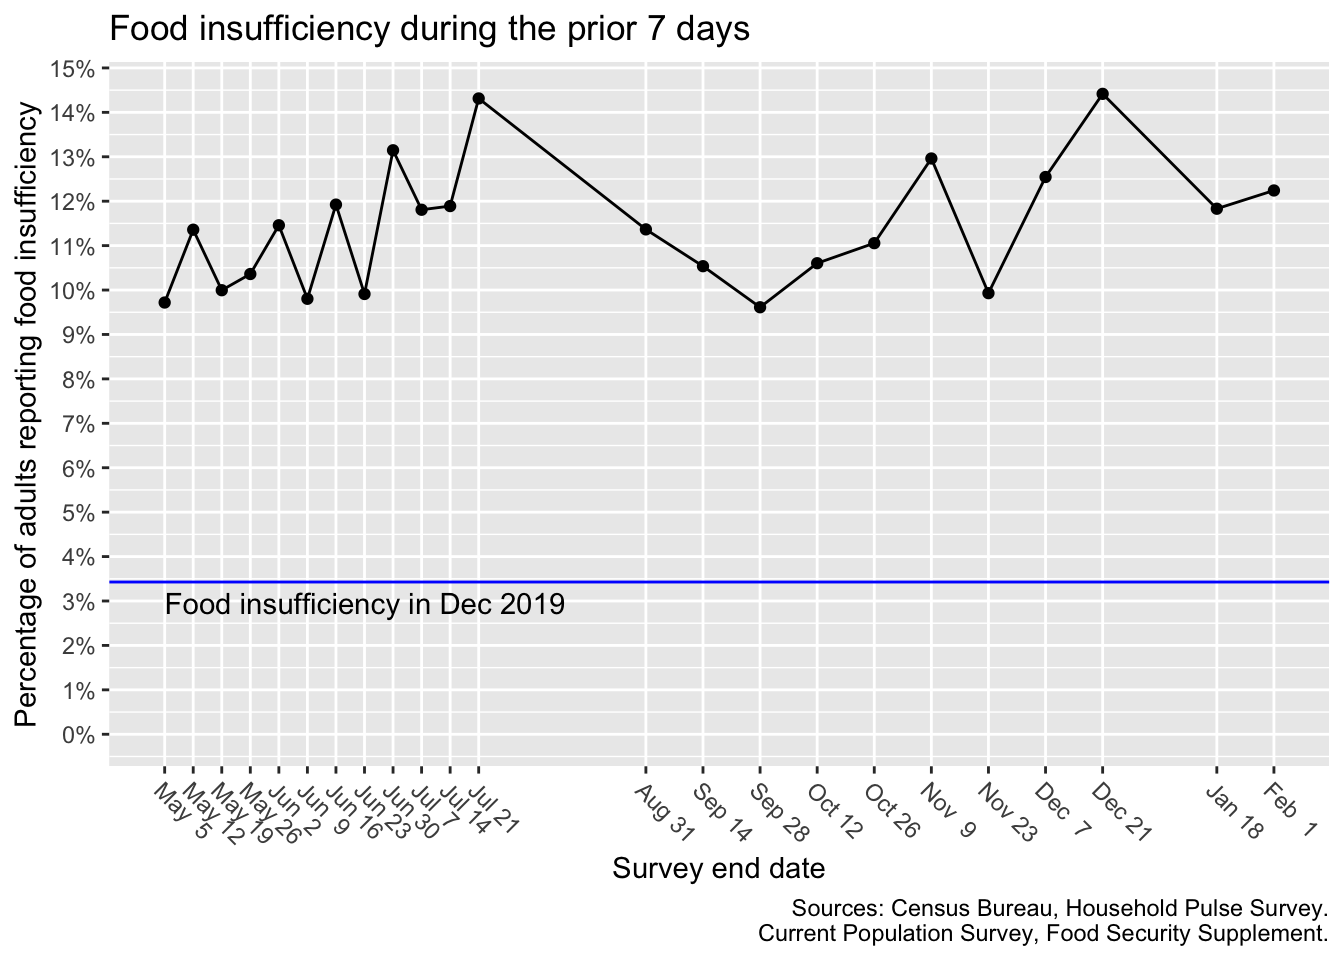 Food insufficiency during the prior 7 days
Percentage of adults reporting food insufficiency
15%
14%
13%
12%
11%
10%
9%
8%
7%
6%
5%
4%
3%
2%
1%
0%
Food insufficiency in Dec 2019
May 5
May 12
May 19
May 26
Jun 2
Jun 9
Jun 16
Jun 23
Jun 30
Jul 7
Jul 14
Jul 21
Aug 31
Sep 14
Sep 28
Oct 12
Oct 26
Nov 9
Nov 23
Dec 7
Dec 21
Jan 18
Feb 1
Survey end date
Sources: Census Bureau, Household Pulse Survey.
Current Population Survey, Food Security Supplement.